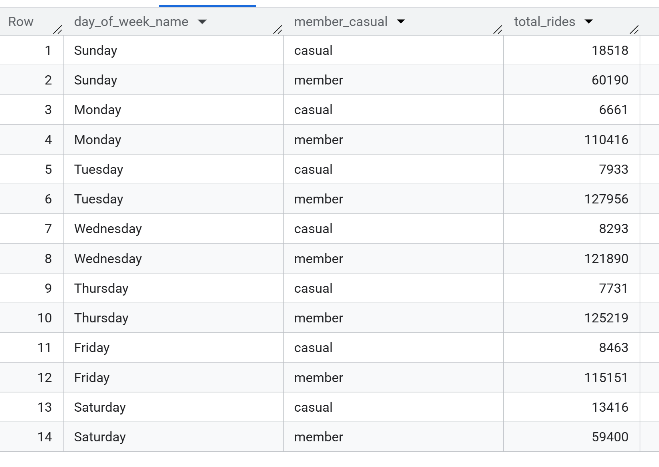 Row day_of_week_name member_casual total_rides
1 Sunday casual 18518
2 Sunday member 60190
3 Monday casual 6661
4 Monday member 110416
5 Tuesday casual 7933
6 Tuesday member 127956
7 Wednesday casual 8293
8 Wednesday member 121890
9 Thursday casual 7731
10 Thursday member 125219
11 Friday casual 8463
12 Friday member 115151
13 Saturday casual 13416
14 Saturday member 59400